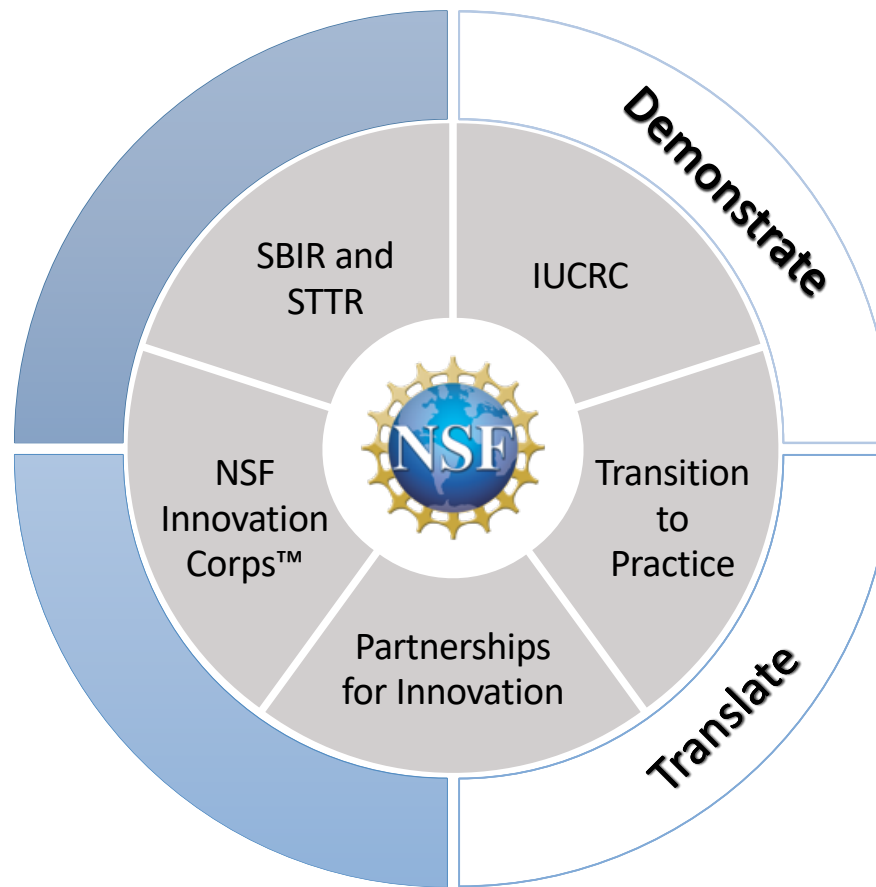 Demonstrate
SBIR and
STTR
IUCRC
NSF
NSF
Innovation
Corps™
Transition
to
Practice
Partnerships
for Innovation
Translate